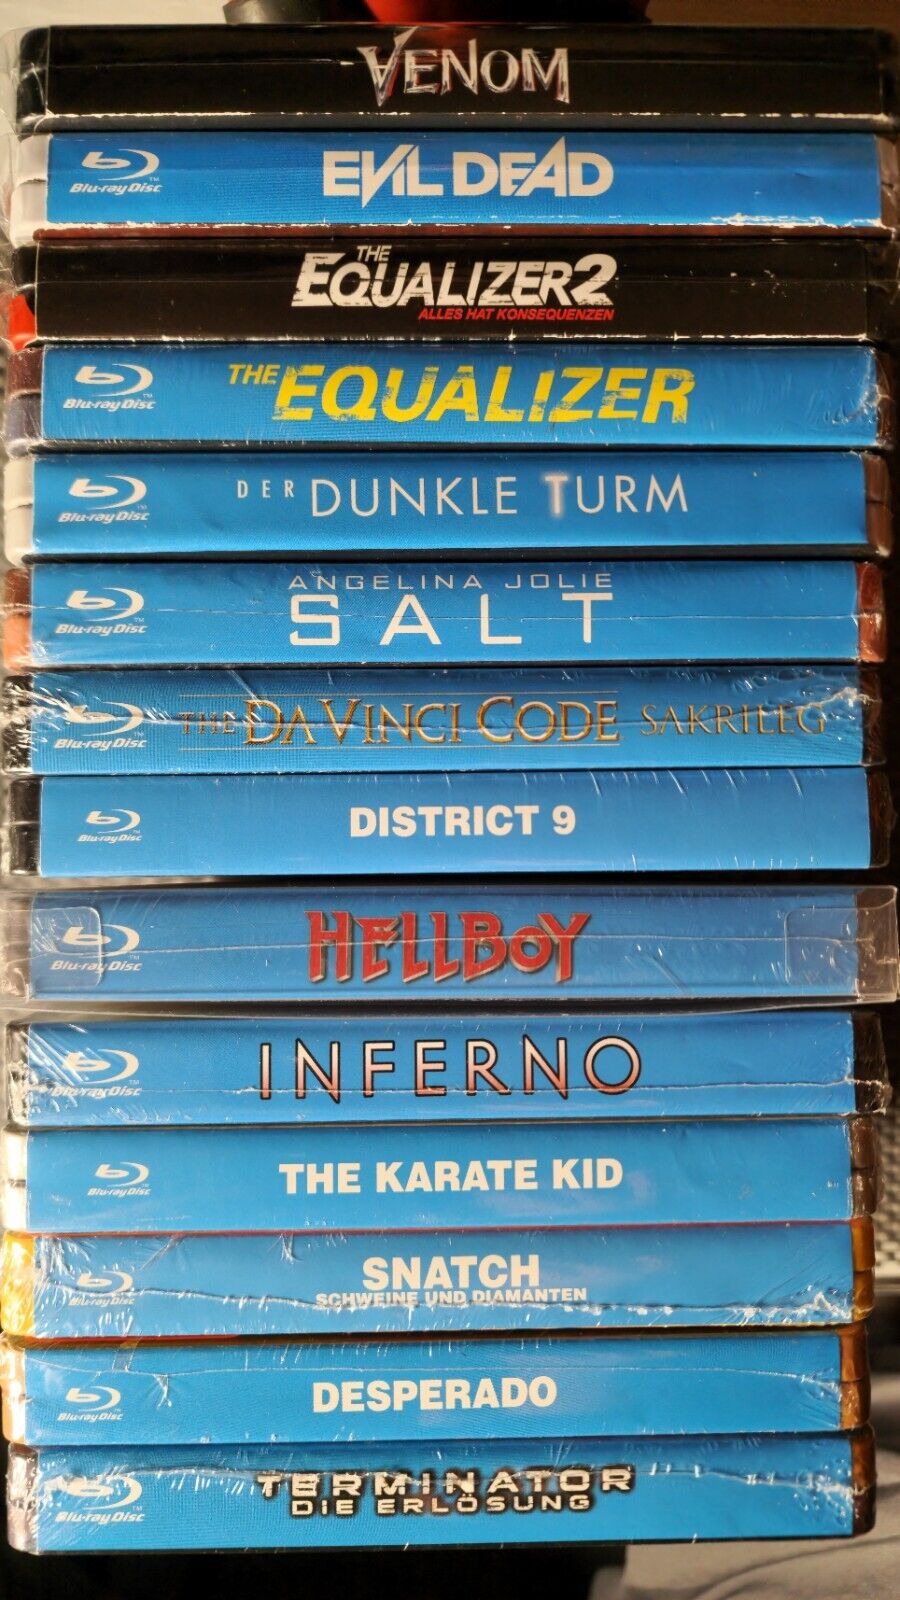 VENOM
Blu-ray Disc
EVIL DEAD
THE
EQUALIZER 2
ALLES HAT KONSEQUENZEN
Blu-ray Disc
THE EQUALIZER
Blu-ray Disc
DER DUNKLE TURM
Blu-ray Disc
ANGELINA JOLIE
SALT
Blu-ray Disc
THE DA VINCI CODE SAKRILEG
Blu-ray Disc
DISTRICT 9
Blu-ray Disc
HELLBOY
Blu-ray Disc
INFERNO
Blu-ray Disc
THE KARATE KID
Blu-ray Disc
SNATCH
SCHWEINE UND DIAMANTEN
Blu-ray Disc
DESPERADO
Blu-ray Disc
TERMINATOR
DIE ERLÖSUNG
Blu-ray Disc